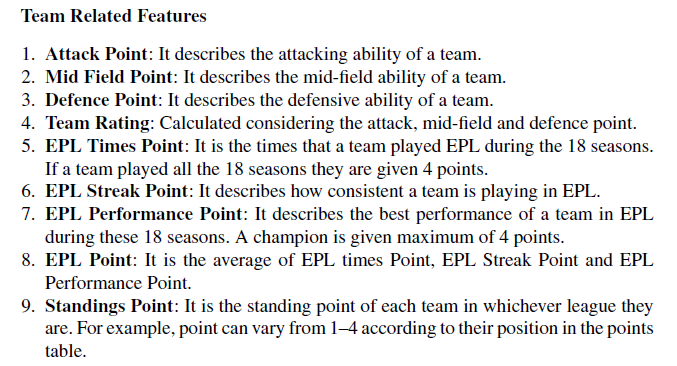 Team Related Features
1. Attack Point: It describes the attacking ability of a team.
2. Mid Field Point: It describes the mid-field ability of a team.
3. Defence Point: It describes the defensive ability of a team.
4. Team Rating: Calculated considering the attack, mid-field and defence point.
5. EPL Times Point: It is the times that a team played EPL during the 18 seasons.
If a team played all the 18 seasons they are given 4 points.
6. EPL Streak Point: It describes how consistent a team is playing in EPL.
7. EPL Performance Point: It describes the best performance of a team in EPL
during these 18 seasons. A champion is given maximum of 4 points.
8. EPL Point: It is the average of EPL times Point, EPL Streak Point and EPL
Performance Point.
9. Standings Point: It is the standing point of each team in whichever league they
are. For example, point can vary from 1–4 according to their position in the points
table.